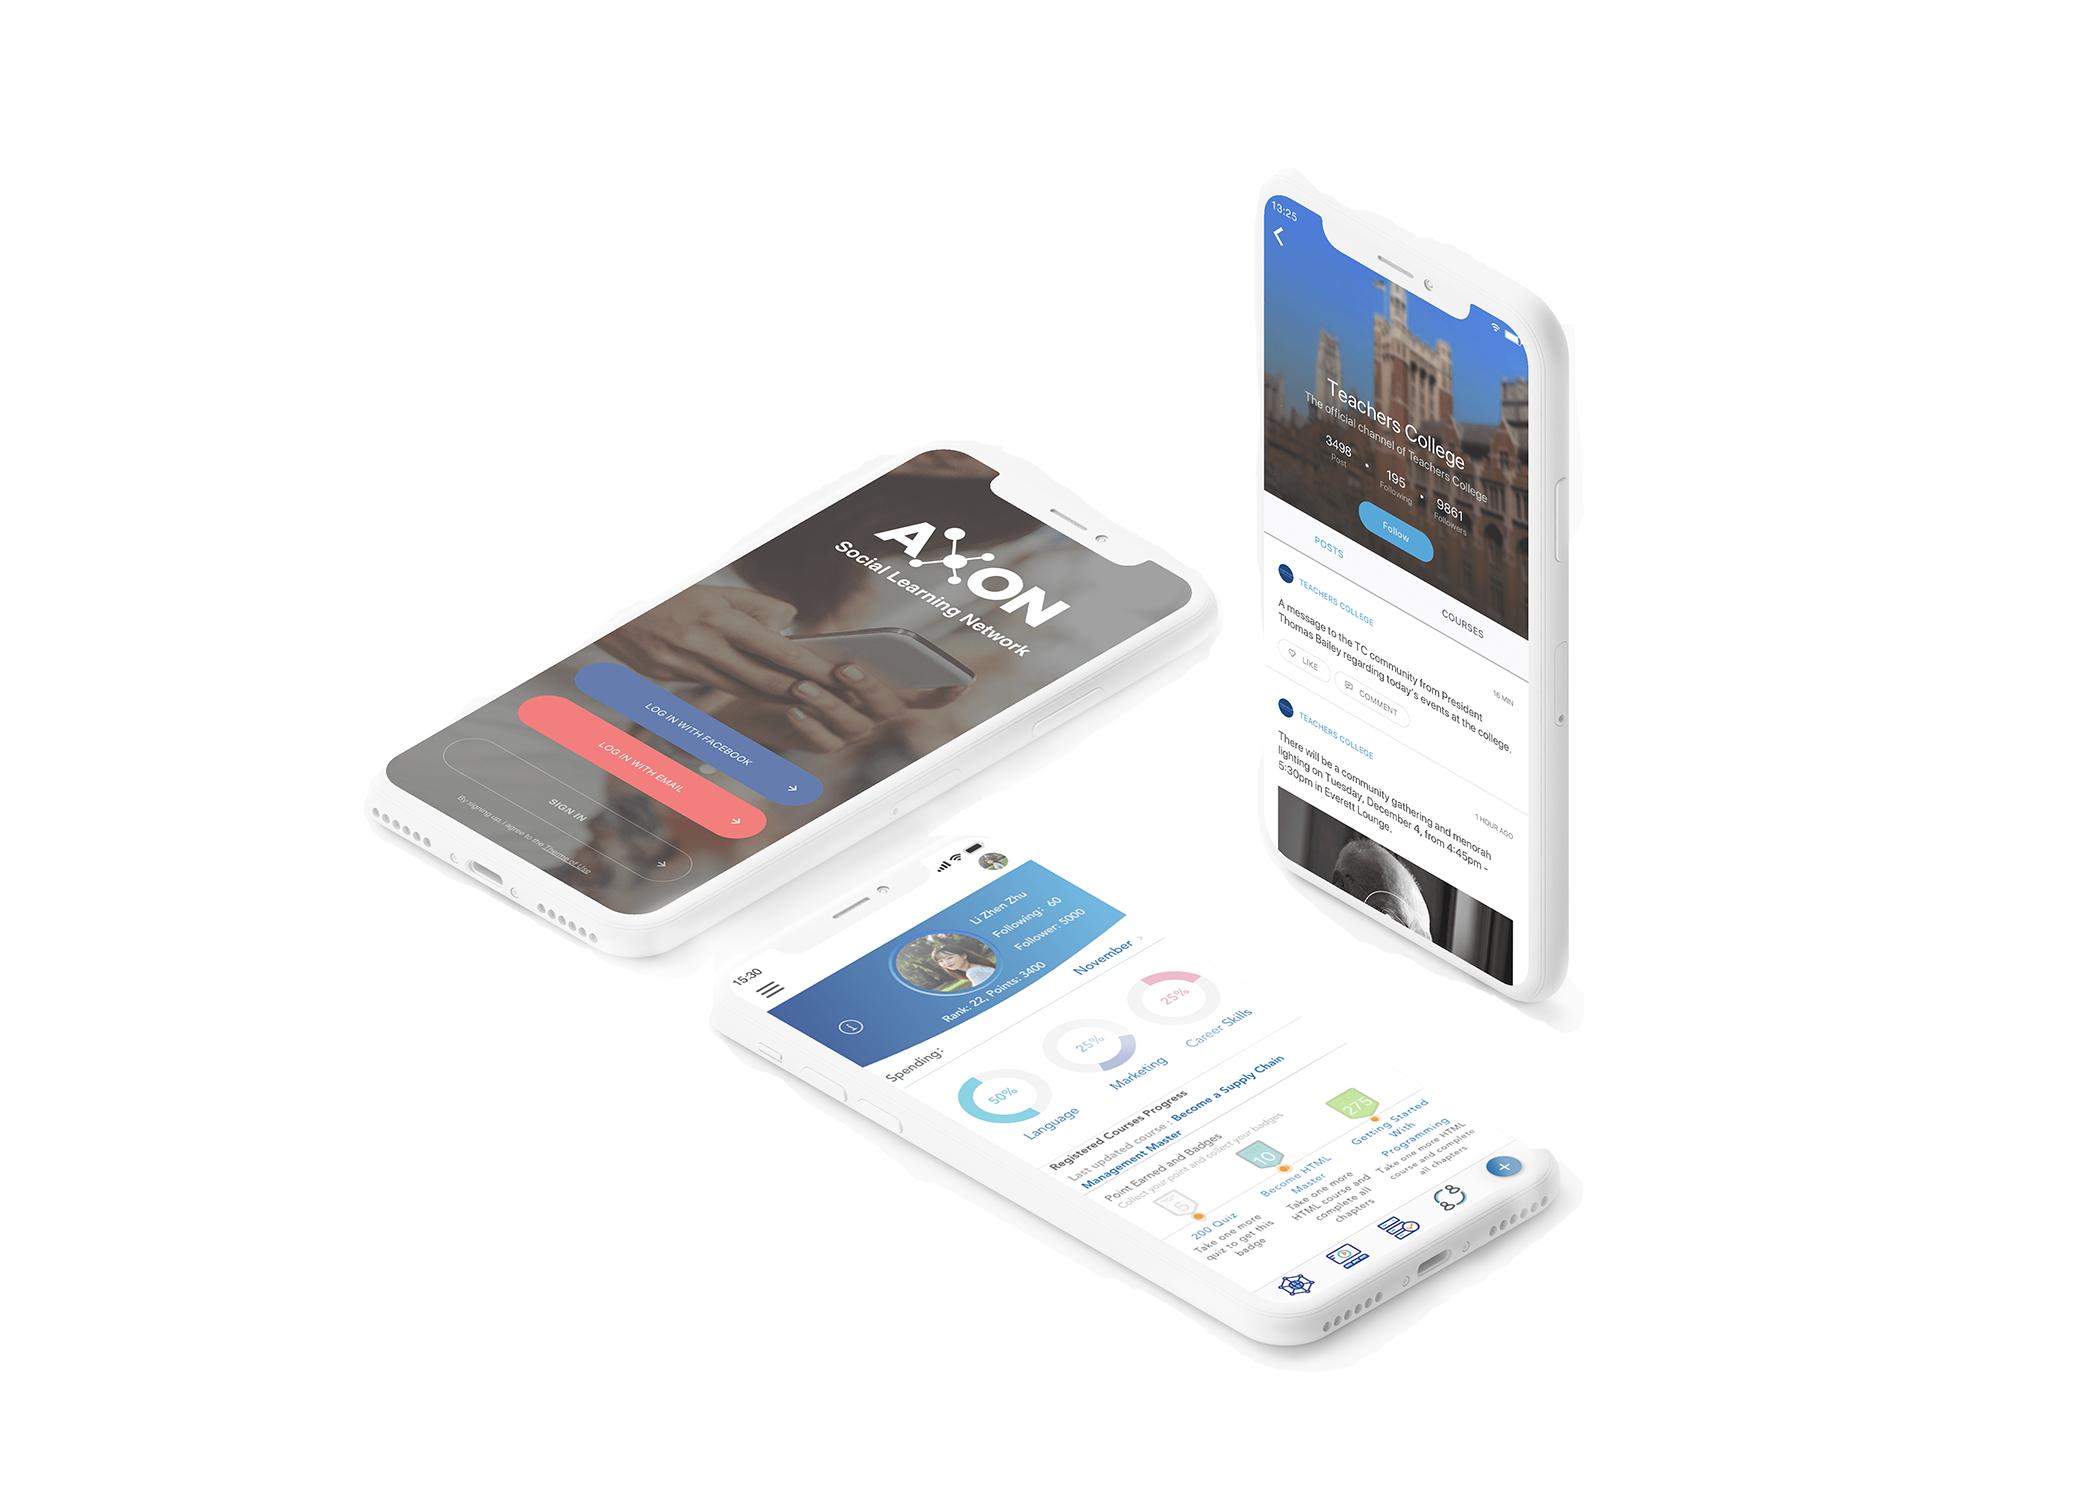 AXON
Social Learning Network
LOG IN WITH FACEBOOK
LOG IN WITH EMAIL
SIGN IN
By signing up, I agree to the Therme of Use
13:25
Teachers College
The official channel of Teachers College
3498
Post
195
Following
9861
Followers
Follow
POSTS
COURSES
TEACHERS COLLEGE
16 MIN
A message to the TC community from President
Thomas Bailey regarding today's events at the college.
LIKE
COMMENT
TEACHERS COLLEGE
1 HOUR AGO
There will be a community gathering and menorah
lighting on Tuesday, December 4, from 4:45pm -
5:30pm in Everett Lounge.
15:30
Li Zhen Zhu
Following: 60
Follower: 5000
Rank: 22, Points: 3400
Spending:
November
50%
Language
25%
Marketing
25%
Career Skills
Registered Courses Progress
Last updated course : Become a Supply Chain
Management Master
Point Earned and Badges
Collect your point and collect your badges
5
200 Quiz
Take one more
quiz to get this
badge
10
Become HTML
Master
Take one more
HTML course and
complete all
chapters
275
Getting Started
With
Programming
Take one more HTML
course and complete
all chapters